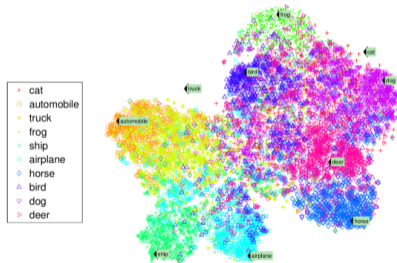 cat
automobile
truck
frog
ship
airplane
horse
bird
dog
deer
frog
cat
bird
dog
truck
automobile
deer
horse
ship
airplane